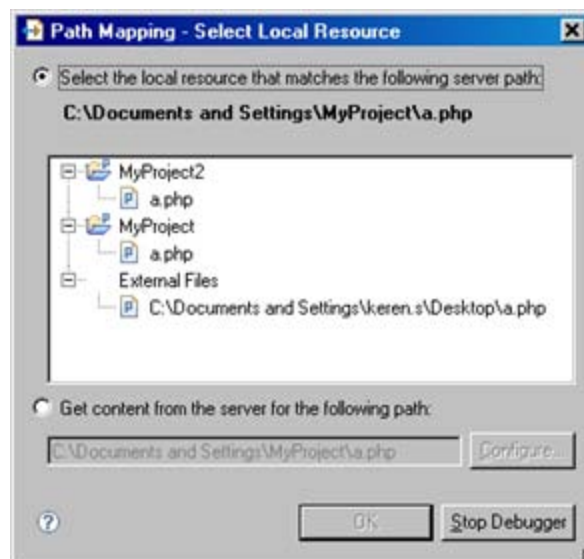 Path Mapping - Select Local Resource
Select the local resource that matches the following server path:
C:\Documents and Settings\MyProject\a.php
MyProject2
a.php
MyProject
a.php
External Files
C:\Documents and Settings\keren.s\Desktop\a.php
Get content from the server for the following path:
C:\Documents and Settings\MyProject\a.php
Configure...
OK
Stop Debugger